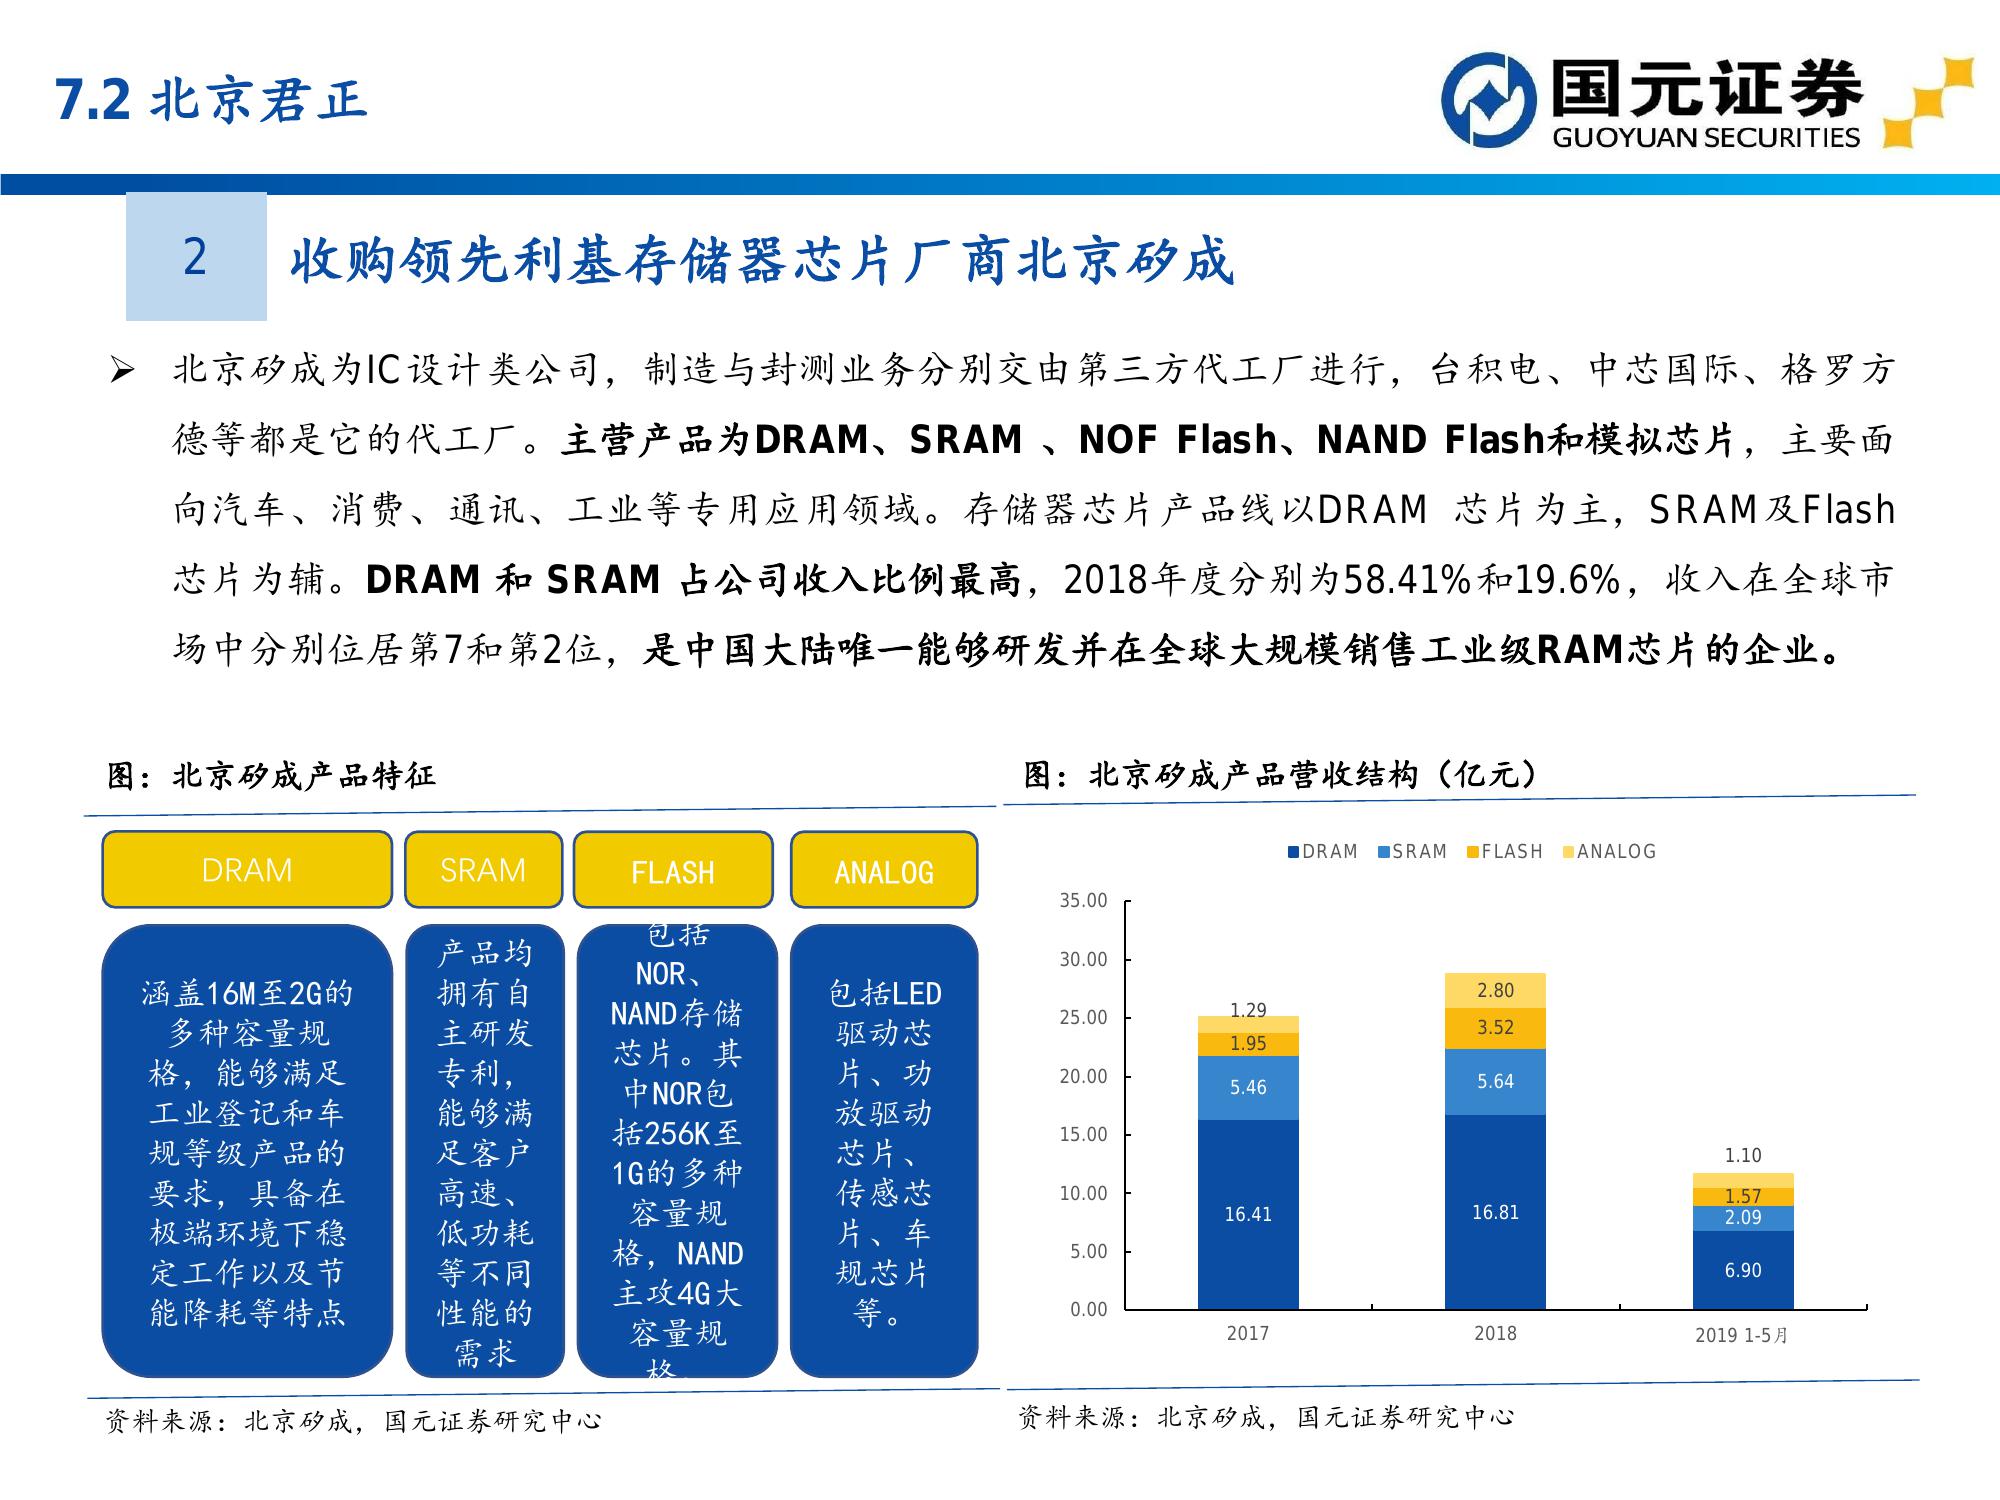 7.2 北京君正
国元证券
GUOYUAN SECURITIES
2
收购领先利基存储器芯片厂商北京矽成
➢ 北京矽成为IC设计类公司，制造与封测业务分别交由第三方代工厂进行，台积电、中芯国际、格罗方
德等都是它的代工厂。主营产品为DRAM、SRAM 、NOF Flash、NAND Flash和模拟芯片，主要面
向汽车、消费、通讯、工业等专用应用领域。存储器芯片产品线以DRAM 芯片为主，SRAM及Flash
芯片为辅。DRAM 和 SRAM 占公司收入比例最高，2018年度分别为58.41%和19.6%，收入在全球市
场中分别位居第7和第2位，是中国大陆唯一能够研发并在全球大规模销售工业级RAM芯片的企业。
图：北京矽成产品特征
DRAM
SRAM
FLASH
ANALOG
涵盖16M至2G的
多种容量规
格，能够满足
工业登记和车
规等级产品的
要求，具备在
极端环境下稳
定工作以及节
能降耗等特点
产品均
拥有自
主研发
专利，
能够满
足客户
高速、
低功耗
等不同
性能的
需求
包括
NOR、
NAND存储
芯片。其
中NOR包
括256K至
1G的多种
容量规
格，NAND
主攻4G大
容量规
格。
包括LED
驱动芯
片、功
放驱动
芯片、
传感芯
片、车
规芯片
等。
资料来源：北京矽成，国元证券研究中心
图：北京矽成产品营收结构（亿元）
DRAM SRAM FLASH ANALOG
35.00
30.00
25.00
20.00
15.00
10.00
5.00
0.00
1.29
1.95
5.46
16.41
2.80
3.52
5.64
16.81
1.10
1.57
2.09
6.90
2017
2018
2019 1-5月
资料来源：北京矽成，国元证券研究中心